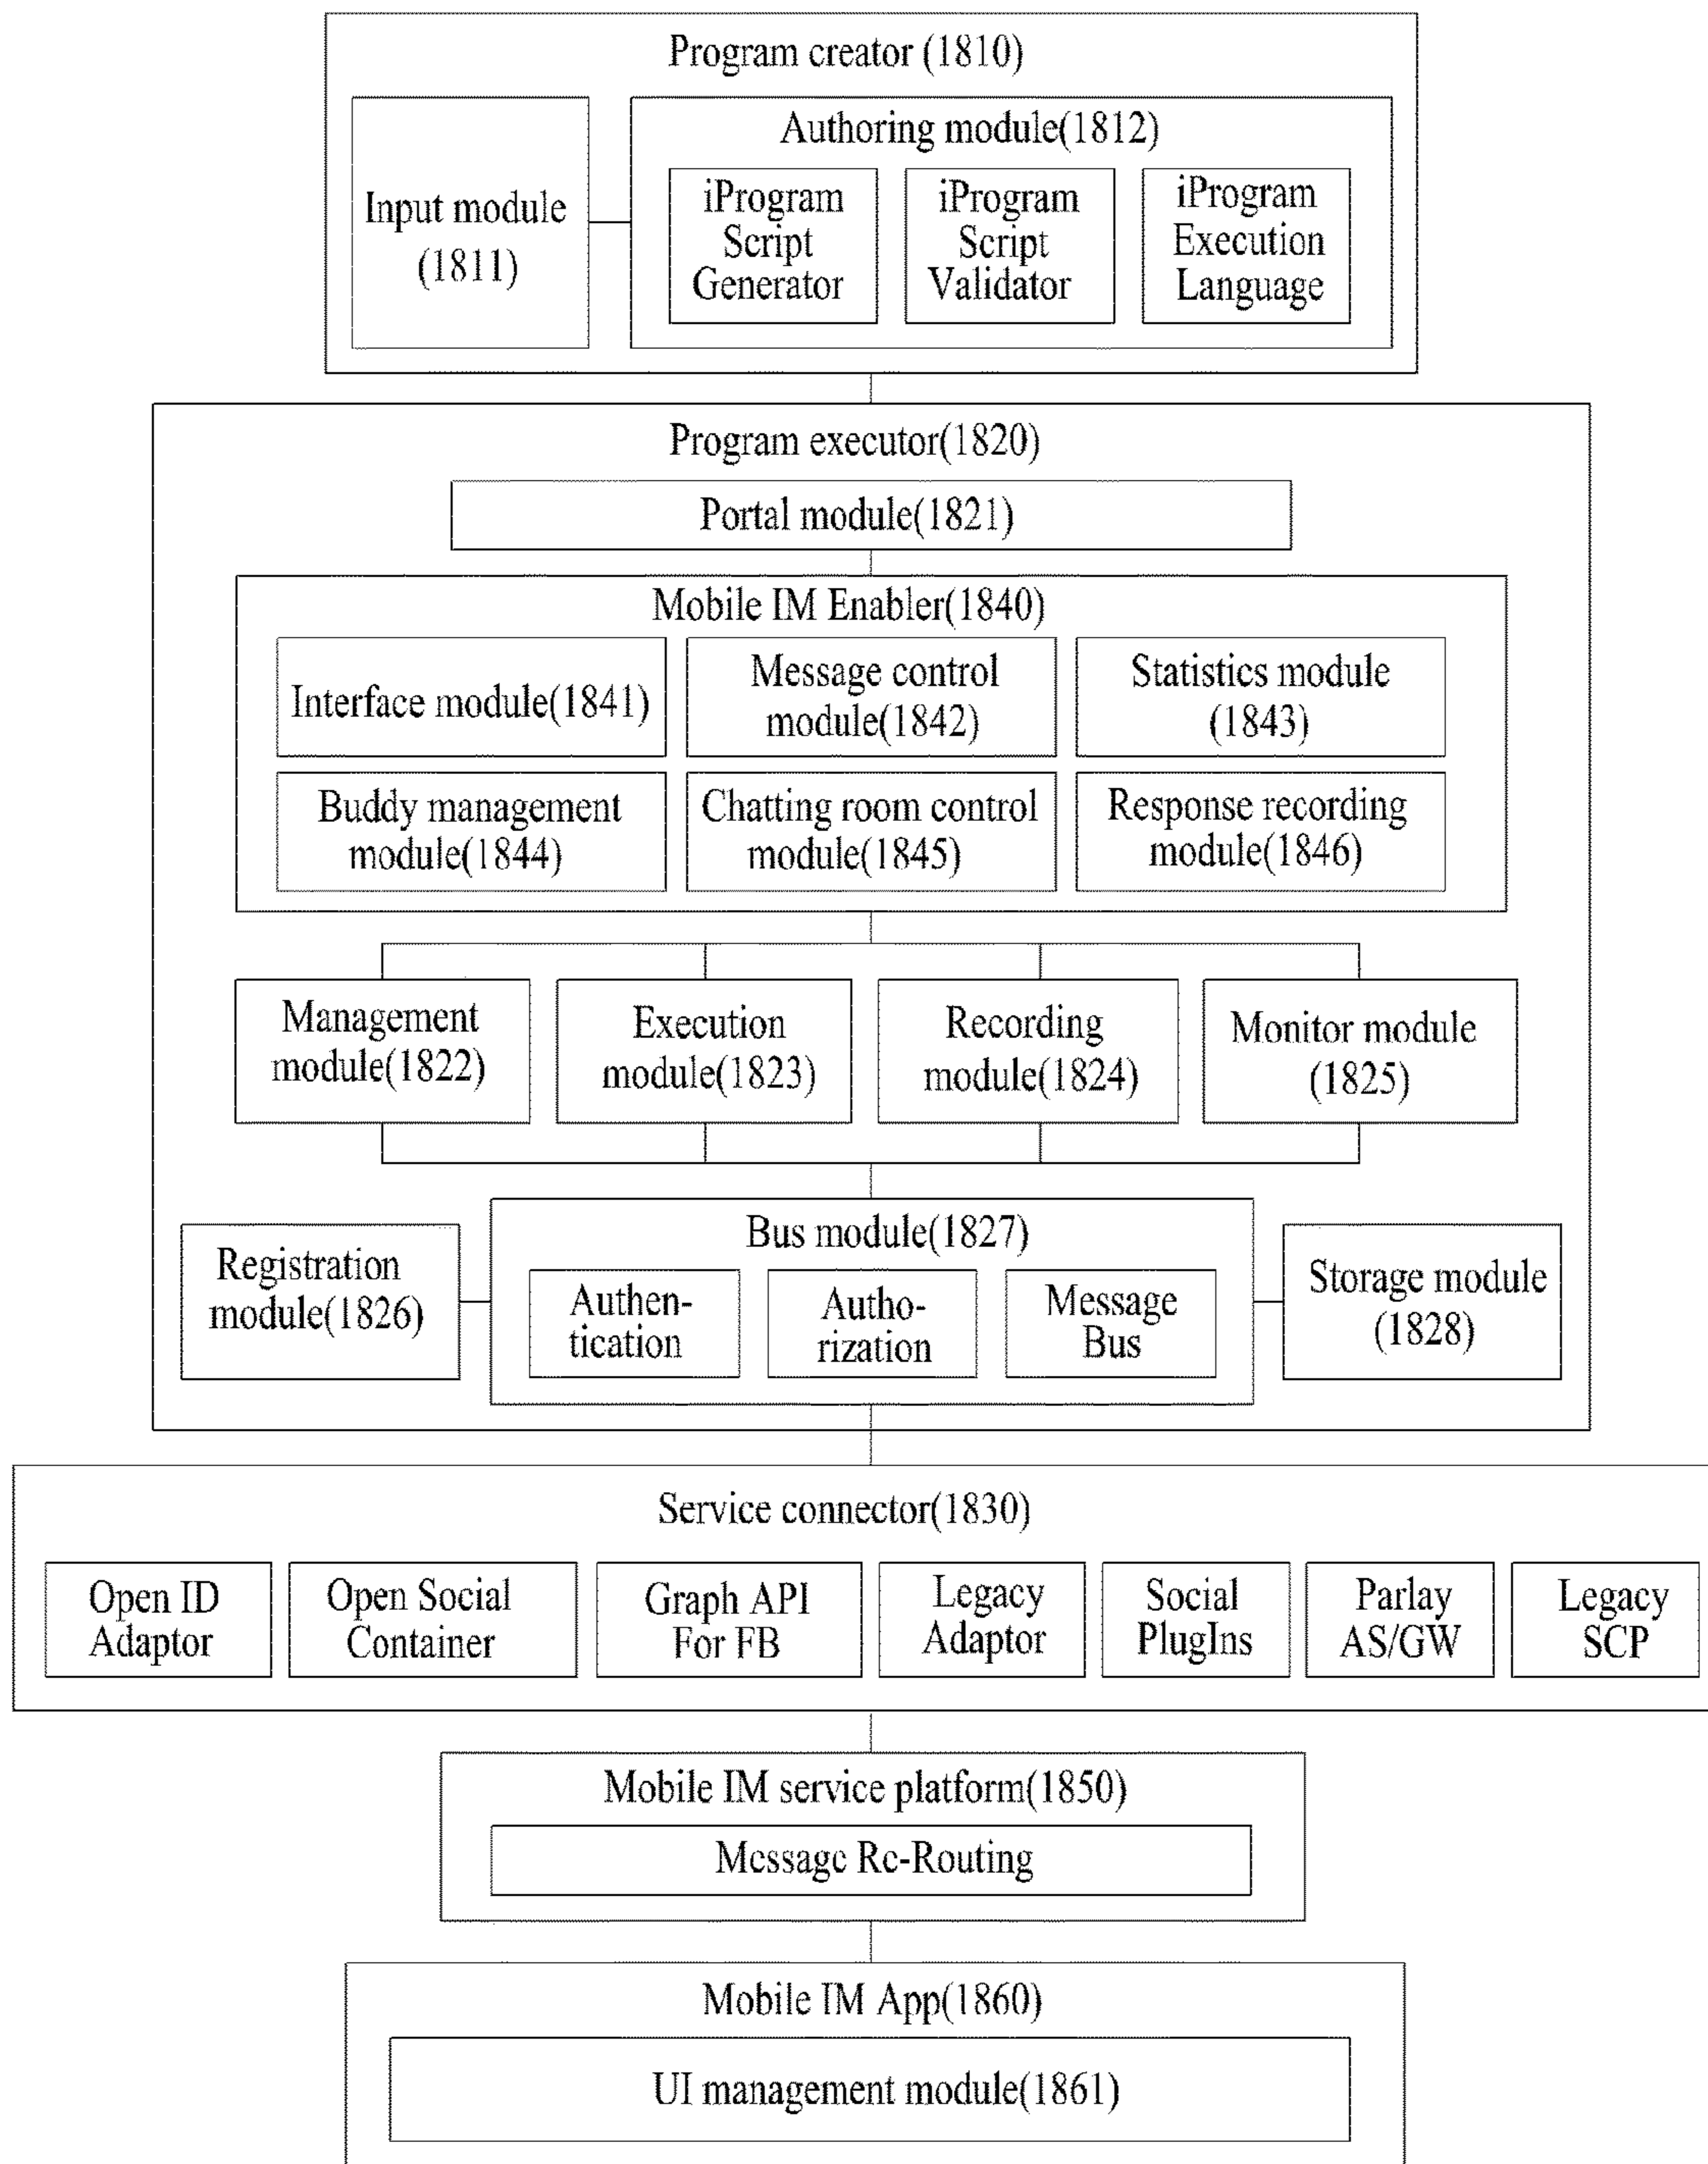 Program creator (1810)
Authoring module(1812)
Input module
(1811)
iProgram
Script
Generator
iProgram
Script
Validator
iProgram
Execution
Language
Program executor(1820)
Portal module(1821)
Mobile IM Enabler(1840)
Interface module(1841)
Message control
module(1842)
Statistics module
(1843)
Buddy management
module(1844)
Chatting room control
module(1845)
Response recording
module(1846)
Management
module(1822)
Execution
module(1823)
Recording
module(1824)
Monitor module
(1825)
Registration
module(1826)
Bus module(1827)
Authen-
tication
Autho-
rization
Message
Bus
Storage module
(1828)
Service connector(1830)
Open ID
Adaptor
Open Social
Container
Graph API
For FB
Legacy
Adaptor
Social
PlugIns
Parlay
AS/GW
Legacy
SCP
Mobile IM service platform(1850)
Message Re-Routing
Mobile IM App(1860)
UI management module(1861)